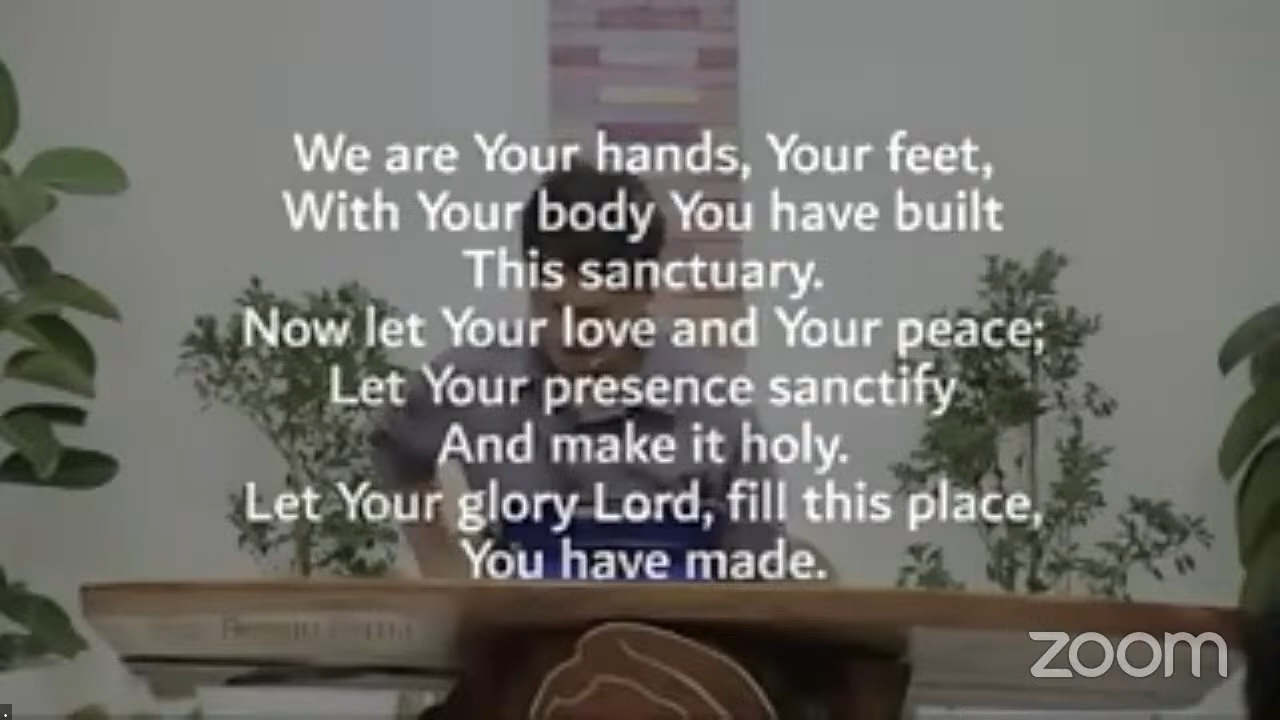 We are Your hands, Your feet,
With Your body You have built
This sanctuary.
Now let Your love and Your peace;
Let Your presence sanctify
And make it holy.
Let Your glory Lord, fill this place,
You have made.
zoom